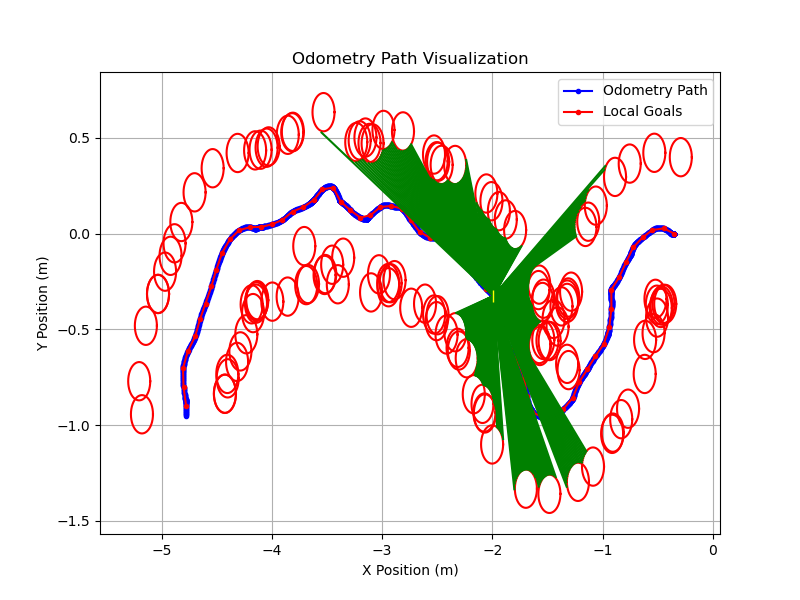 Odometry Path Visualization
Odometry Path
Local Goals
Y Position (m)
0.5
0.0
−0.5
−1.0
−1.5
−5
−4
−3
−2
−1
0
X Position (m)